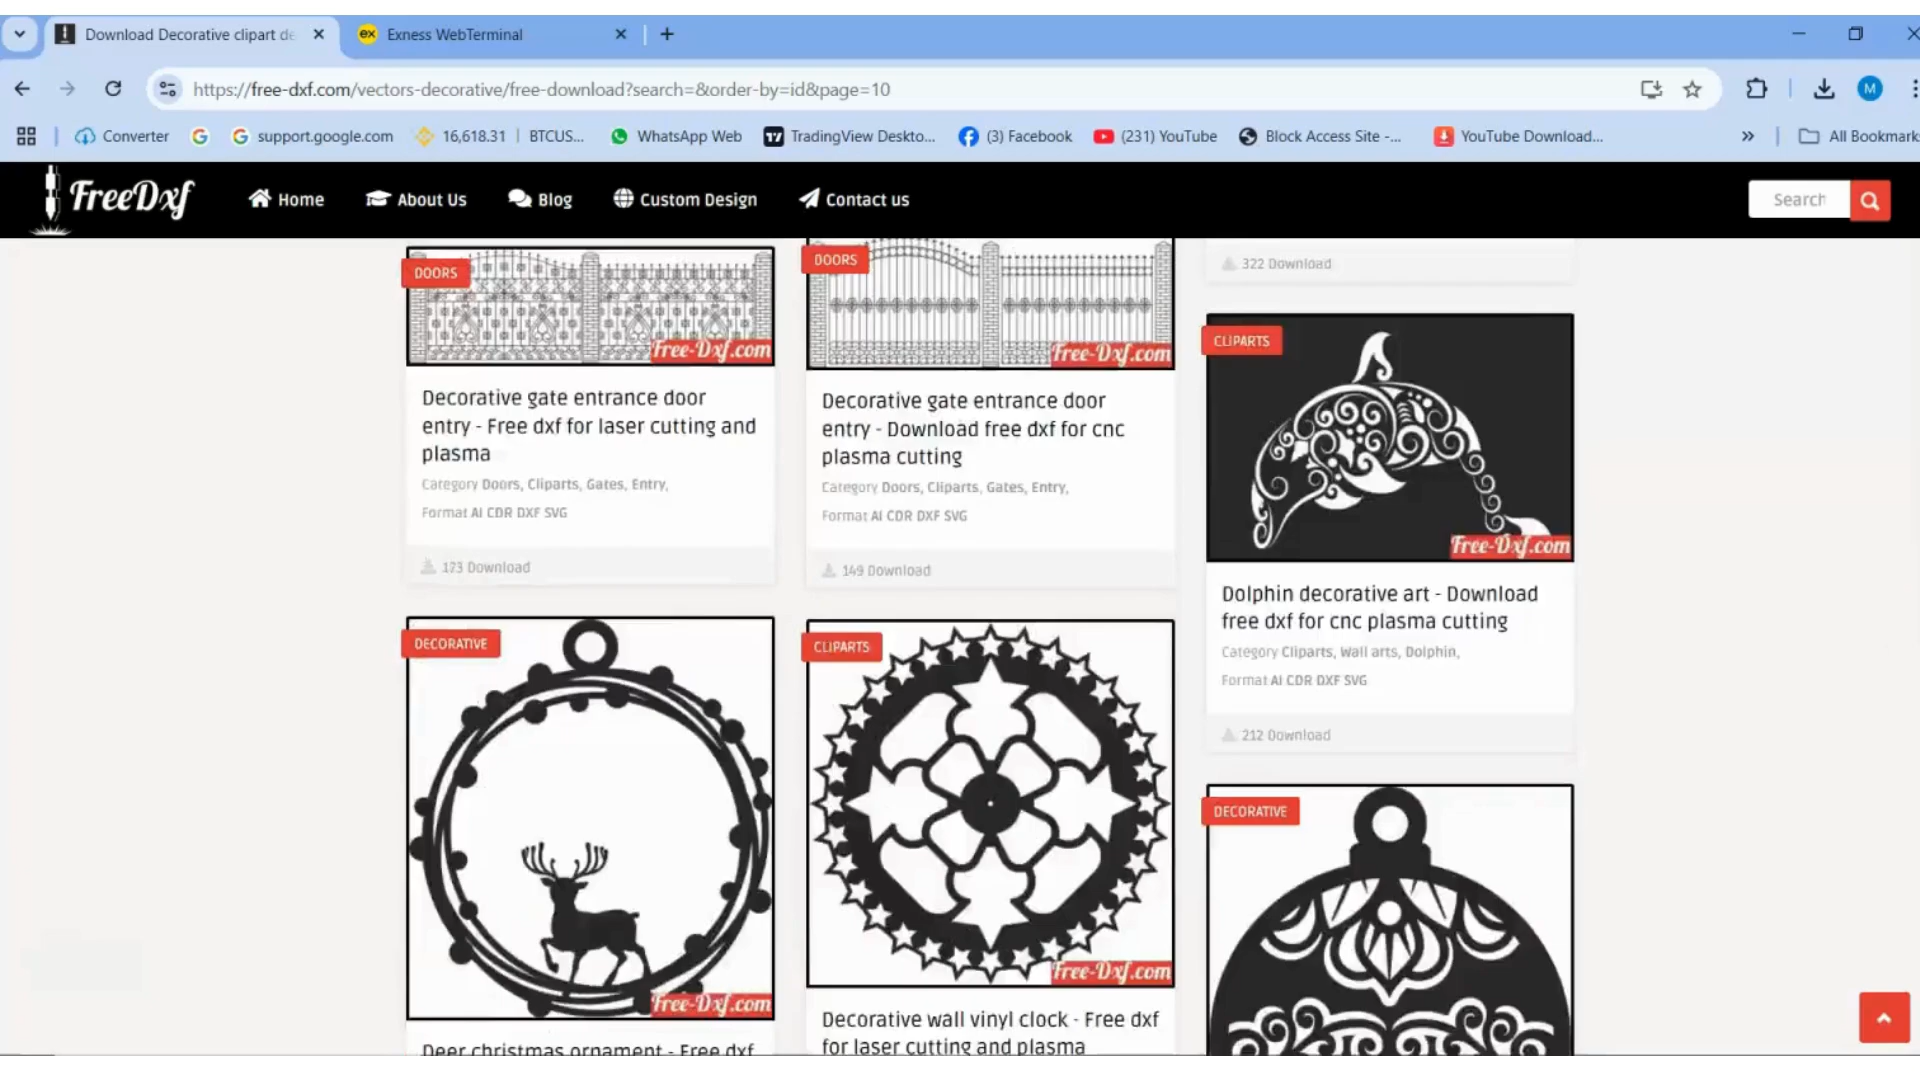 Download Decorative clipart de
Exness WebTerminal
https://free-dxf.com/vectors-decorative/free-download?search=&order-by=id&page=10
M
Converter
support.google.com
16,618.31 | BTCUS...
WhatsApp Web
TradingView Deskto...
(3) Facebook
(231) YouTube
Block Access Site -...
YouTube Download...
All Bookmark
FreeDxf
Home
About Us
Blog
Custom Design
Contact us
Search
DOORS
Free-Dxf.com
Decorative gate entrance door
entry - Free dxf for laser cutting and
plasma
Category Doors, Cliparts, Gates, Entry,
Format AI CDR DXF SVG
173 Download
DECORATIVE
Free-Dxf.com
Deer christmas ornament - Free dxf
DOORS
Free-Dxf.com
Decorative gate entrance door
entry - Download free dxf for cnc
plasma cutting
Category Doors, Cliparts, Gates, Entry,
Format AI CDR DXF SVG
149 Download
CLIPARTS
Free-Dxf.com
Decorative wall vinyl clock - Free dxf
for laser cutting and plasma
322 Download
CLIPARTS
Free-Dxf.com
Dolphin decorative art - Download
free dxf for cnc plasma cutting
Category Cliparts, Wall arts, Dolphin,
Format AI CDR DXF SVG
212 Download
DECORATIVE